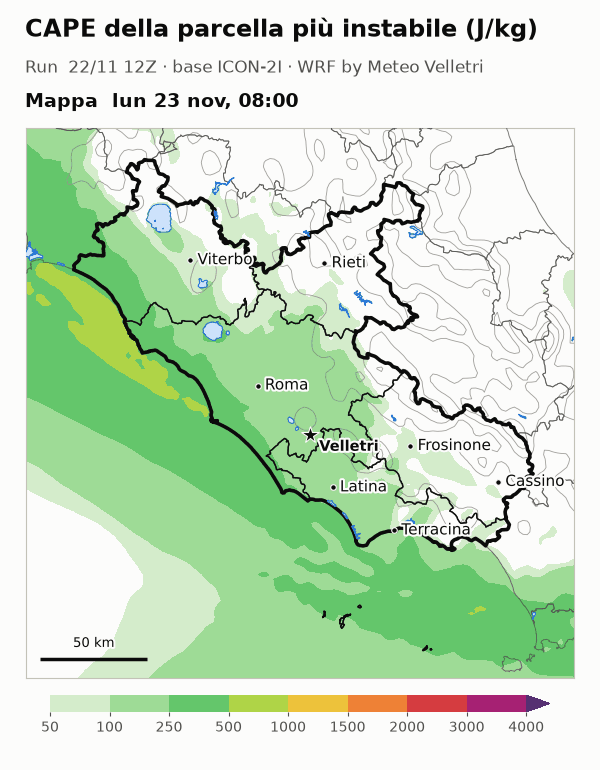 CAPE della parcella più instabile (J/kg)
Run  22/11 12Z · base ICON-2I · WRF by Meteo Velletri
Mappa  lun 23 nov, 08:00
Viterbo
Rieti
Roma
Velletri
Frosinone
Latina
Cassino
Terracina
50 km
50 100 250 500 1000 1500 2000 3000 4000